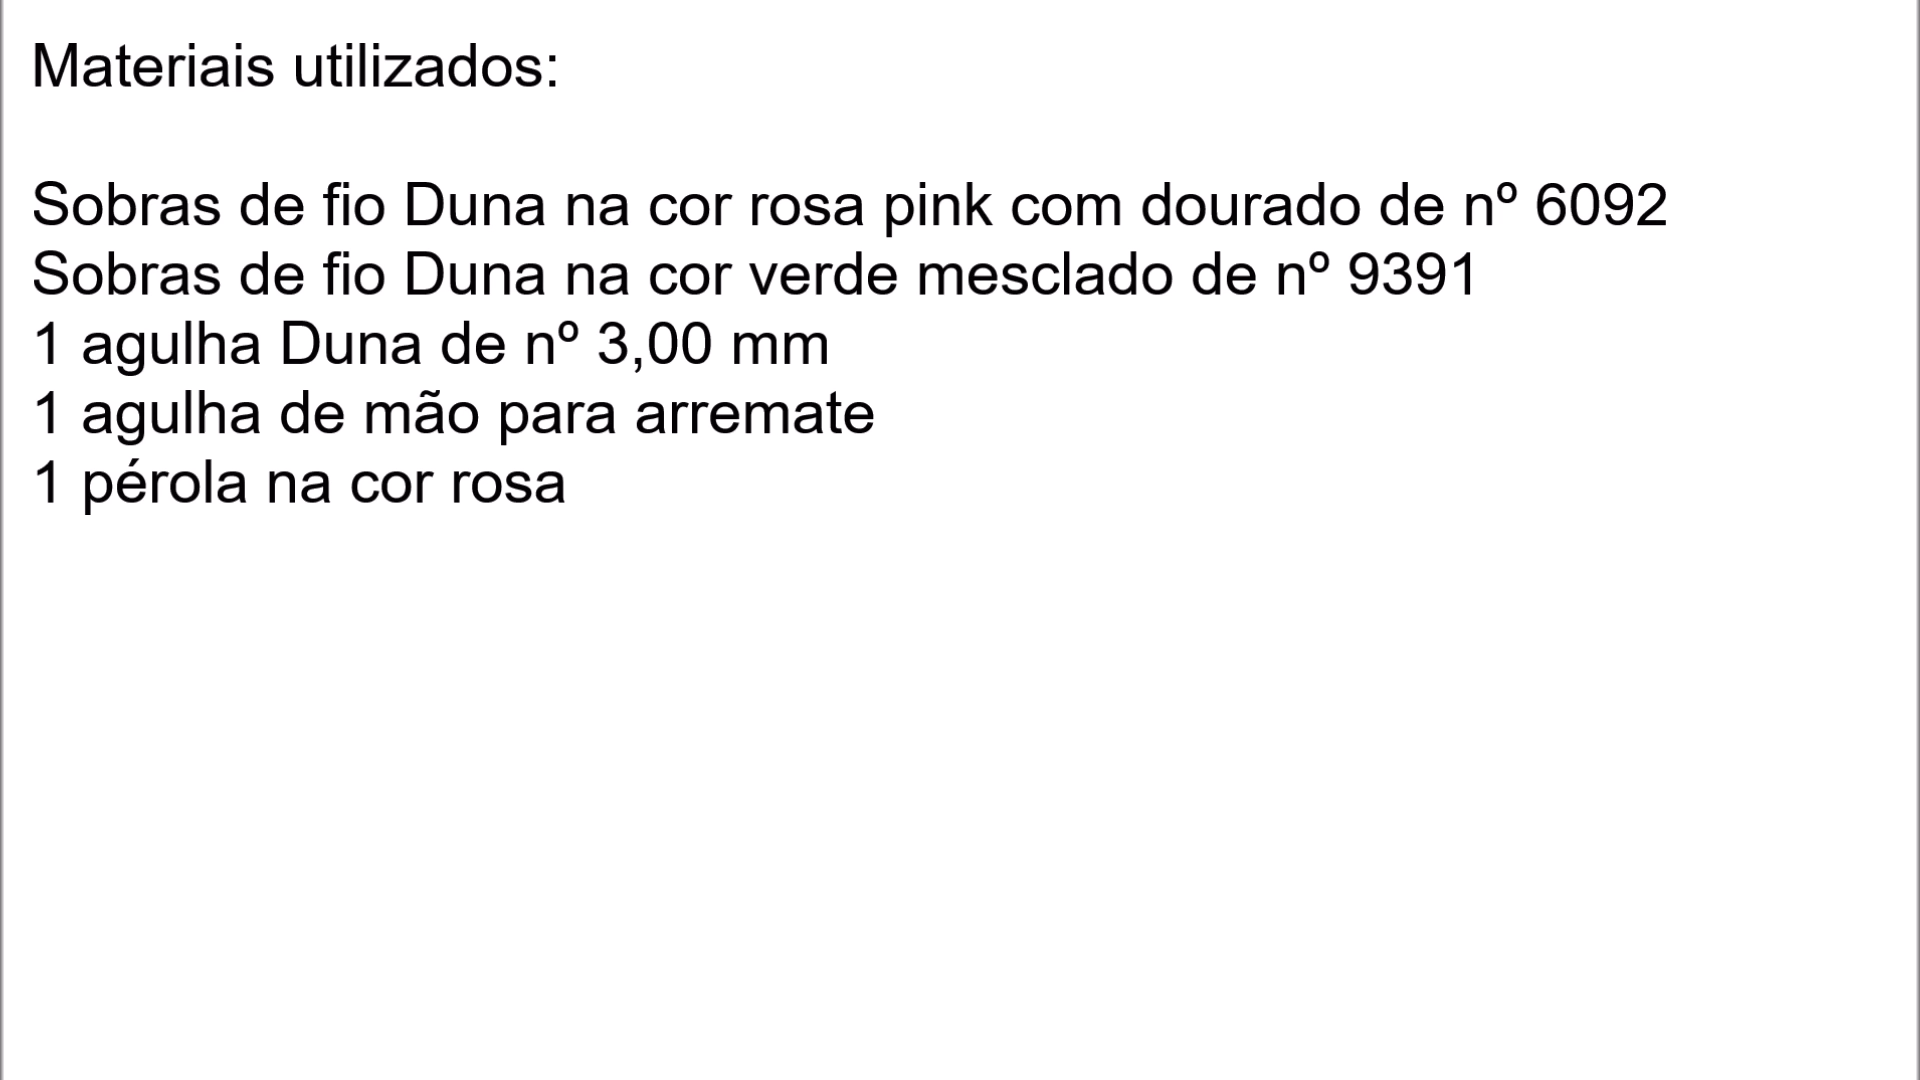 Materiais utilizados:
Sobras de fio Duna na cor rosa pink com dourado de nº 6092
Sobras de fio Duna na cor verde mesclado de nº 9391
1 agulha Duna de nº 3,00 mm
1 agulha de mão para arremate
1 pérola na cor rosa